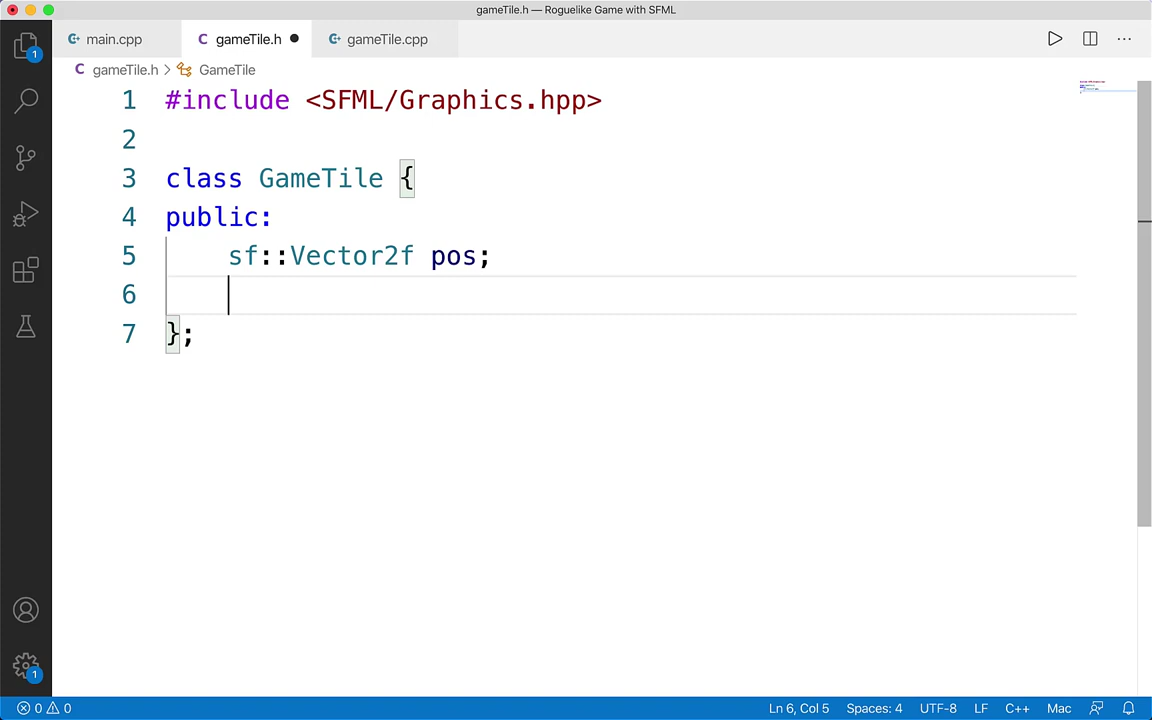 gameTile.h — Roguelike Game with SFML
main.cpp
gameTile.h
gameTile.cpp
gameTile.h
GameTile
1 #include <SFML/Graphics.hpp>
2
3 class GameTile {
4 public:
5 sf::Vector2f pos;
6
7 };
1
1
0 0
Ln 6, Col 5 Spaces: 4 UTF-8 LF C++ Mac